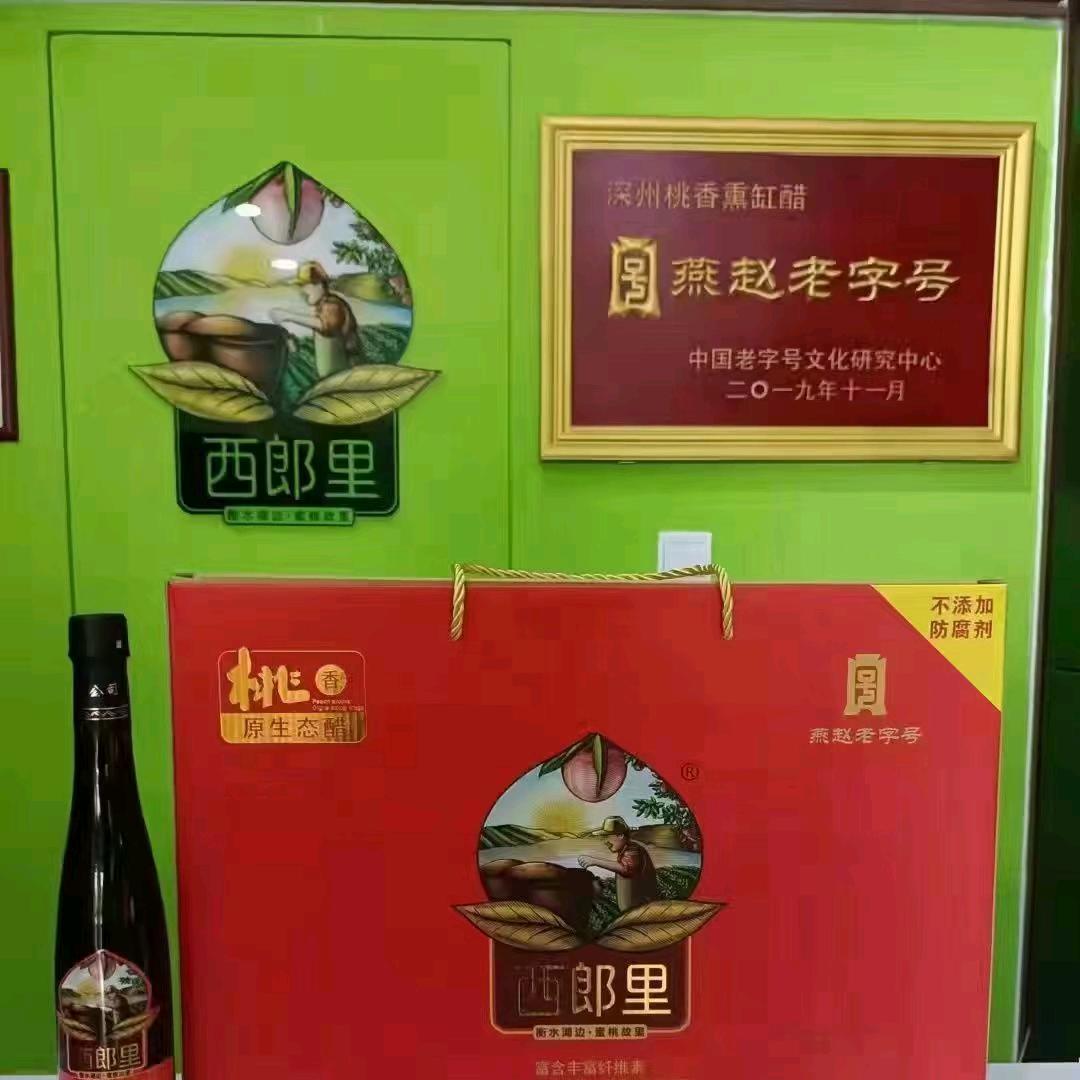 深州桃香熏缸醋
号 燕赵老字号
中国老字号文化研究中心
二〇一九年十一月
西郎里
衡水湖边·蜜桃故里
不添加
防腐剂
桃香
原生态醋
号
燕赵老字号
®
西郎里
衡水湖边·蜜桃故里
富含丰富纤维素
公司
西郎里